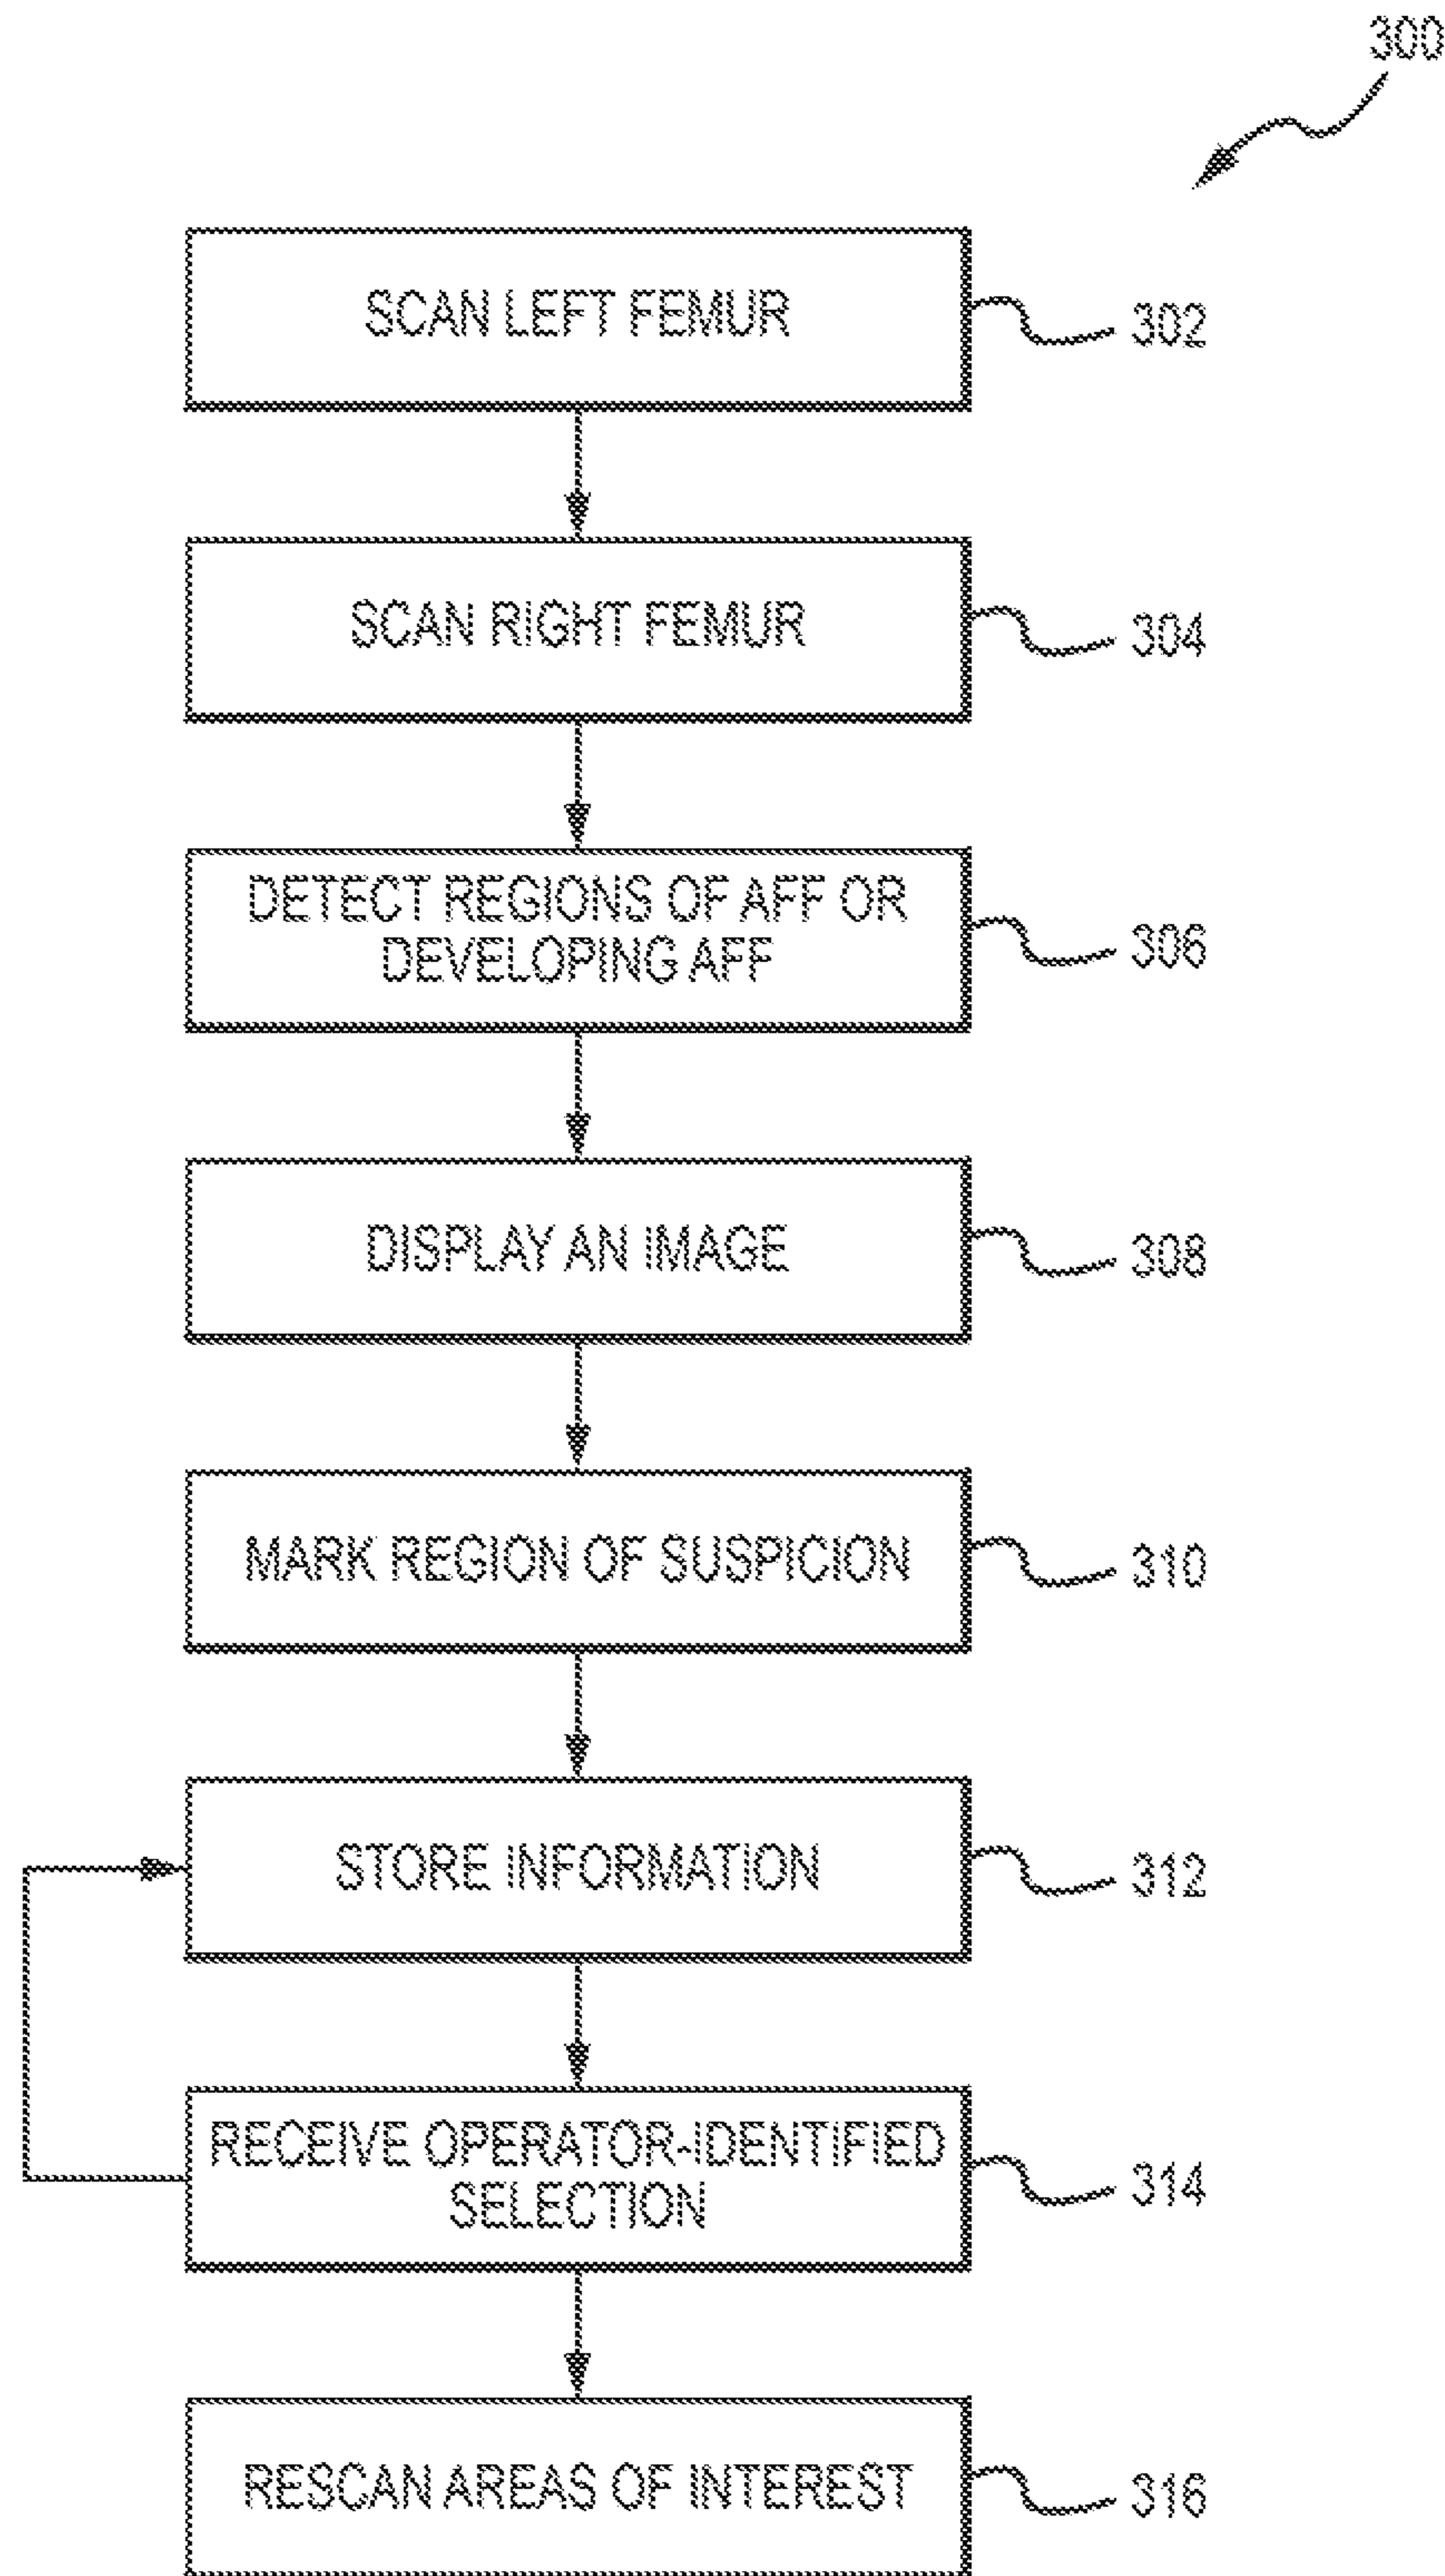 300
SCAN LEFT FEMUR
302
SCAN RIGHT FEMUR
304
DETECT REGIONS OF AFF OR
DEVELOPING AFF
306
DISPLAY AN IMAGE
308
MARK REGION OF SUSPICION
310
STORE INFORMATION
312
RECEIVE OPERATOR-IDENTIFIED
SELECTION
314
RESCAN AREAS OF INTEREST
316